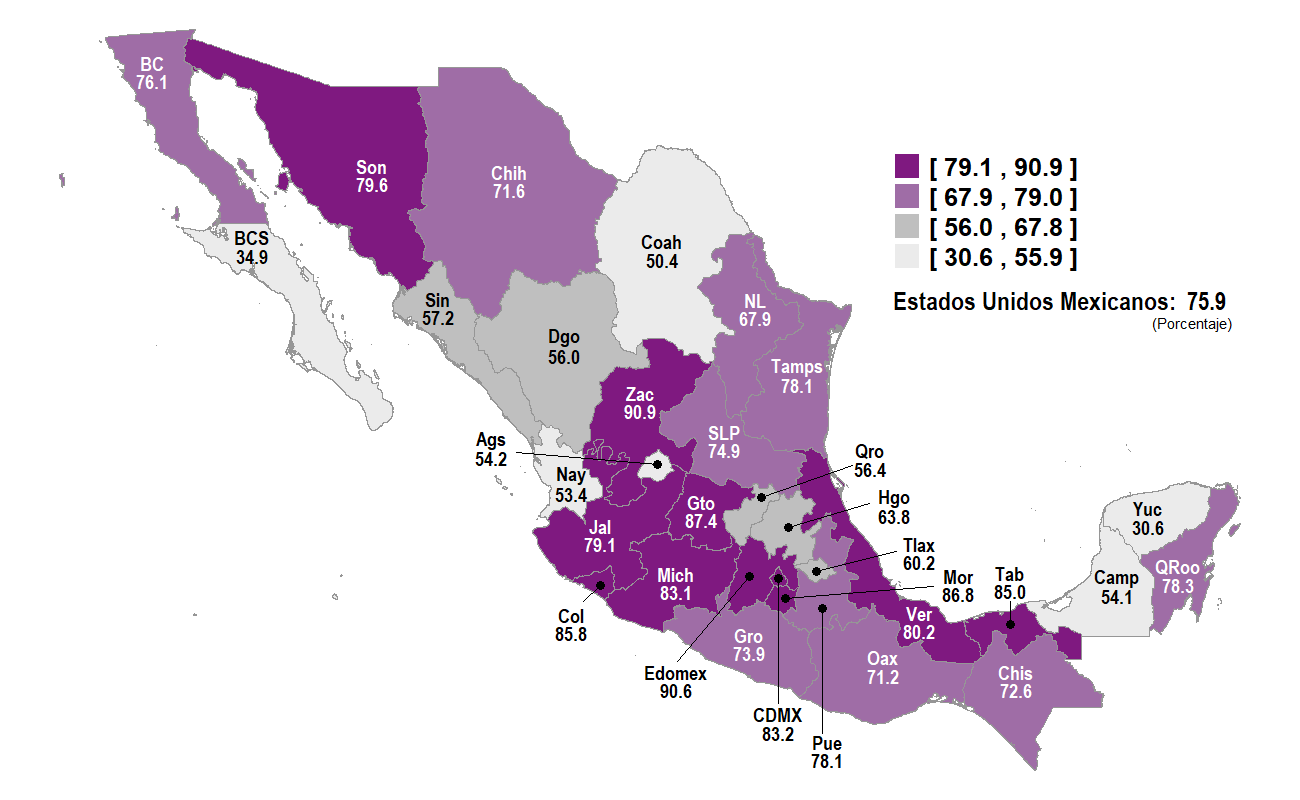 BC
76.1
Son
79.6
Chih
71.6
[ 79.1 , 90.9 ]
[ 67.9 , 79.0 ]
[ 56.0 , 67.8 ]
[ 30.6 , 55.9 ]
Estados Unidos Mexicanos: 75.9
(Porcentaje)
BCS
34.9
Coah
50.4
Sin
57.2
NL
67.9
Dgo
56.0
Tamps
78.1
Zac
90.9
SLP
74.9
Ags
54.2
Nay
53.4
Qro
56.4
Gto
87.4
Hgo
63.8
Jal
79.1
Tlax
60.2
Yuc
30.6
Mich
83.1
Mor
86.8
Tab
85.0
Camp
54.1
QRoo
78.3
Col
85.8
Ver
80.2
Gro
73.9
Oax
71.2
Chis
72.6
Edomex
90.6
CDMX
83.2
Pue
78.1